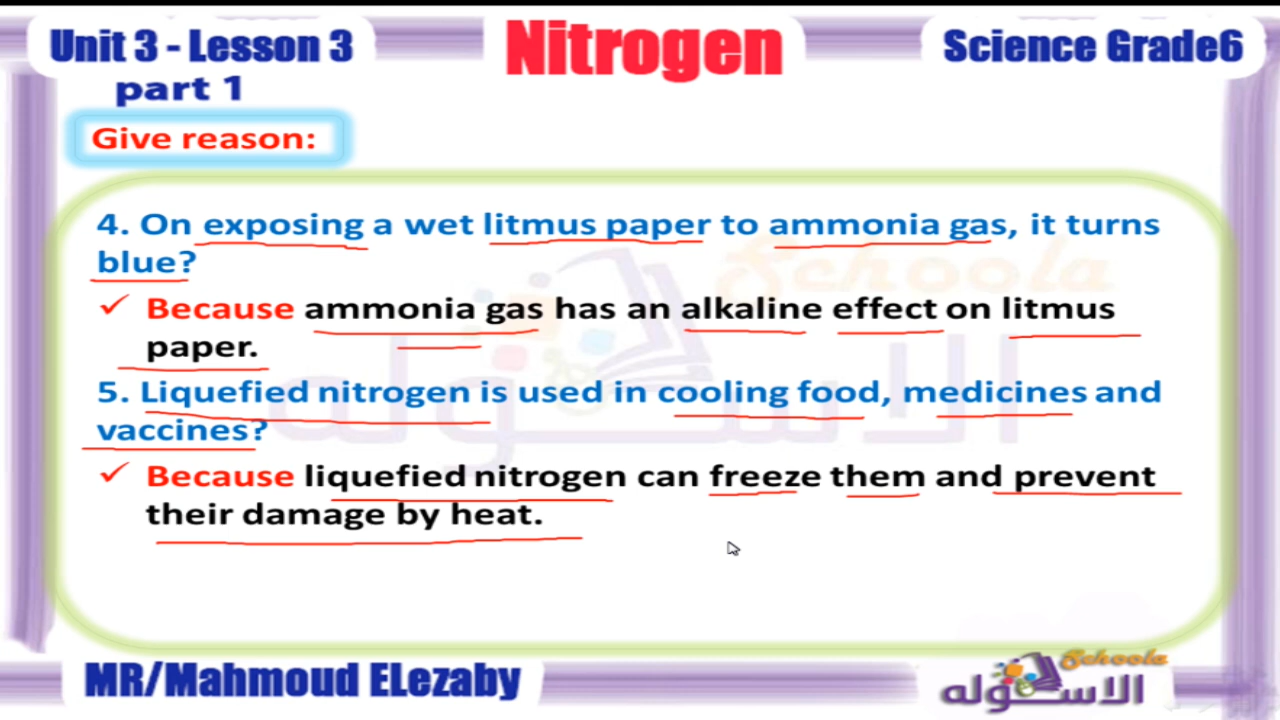 Unit 3 - Lesson 3
part 1
Nitrogen
Science Grade6
Give reason:
4. On exposing a wet litmus paper to ammonia gas, it turns
blue?
✓ Because ammonia gas has an alkaline effect on litmus
paper.
5. Liquefied nitrogen is used in cooling food, medicines and
vaccines?
✓ Because liquefied nitrogen can freeze them and prevent
their damage by heat.
MR/Mahmoud ELezaby
Schoola
الاسكوله